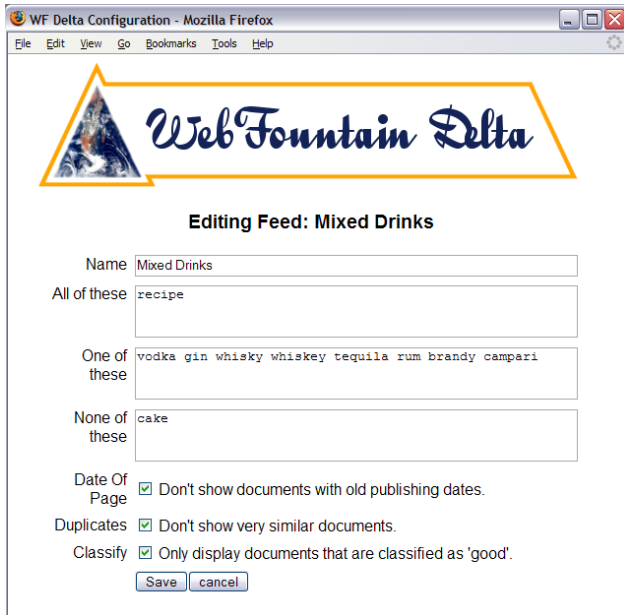 WF Delta Configuration - Mozilla Firefox
File Edit View Go Bookmarks Tools Help
WebFountain Delta
Editing Feed: Mixed Drinks
Name Mixed Drinks
All of these recipe
One of these vodka gin whisky whiskey tequila rum brandy campari
None of these cake
Date Of Page Don't show documents with old publishing dates.
Duplicates Don't show very similar documents.
Classify Only display documents that are classified as 'good'.
Save cancel